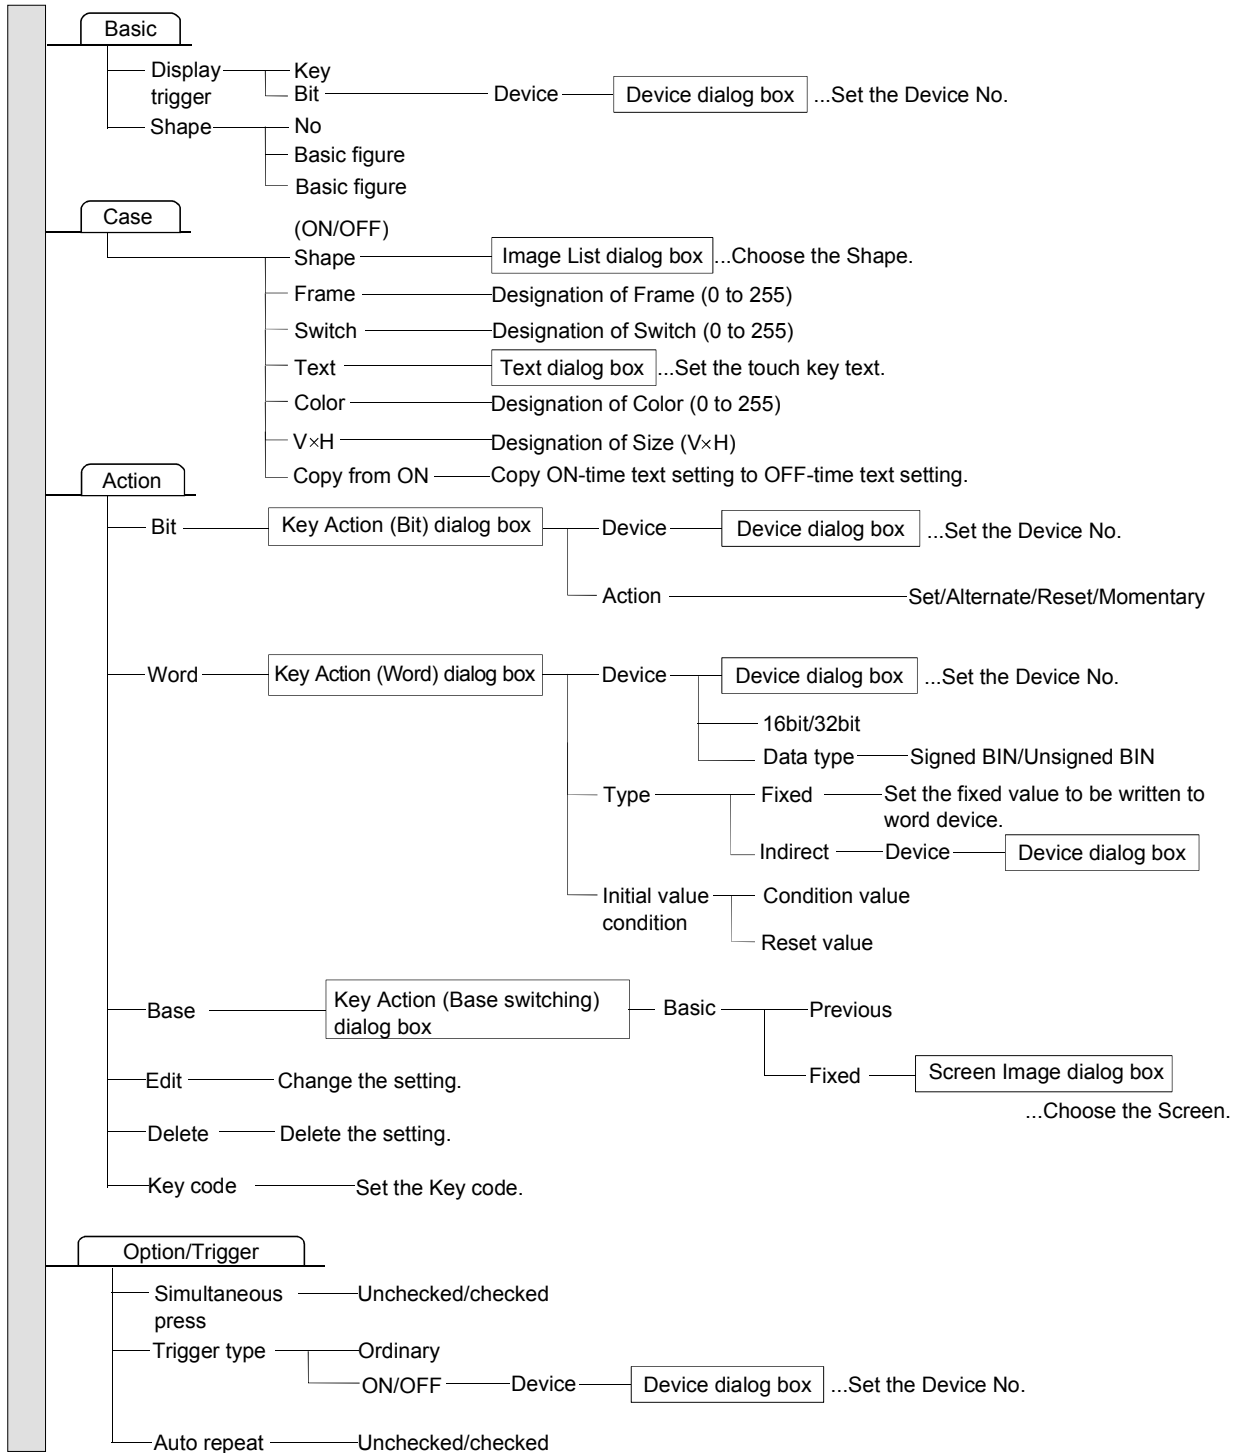 Basic
Display trigger Key
Bit Device Device dialog box ...Set the Device No.
Shape No
Basic figure
Basic figure
Case
(ON/OFF)
Shape Image List dialog box ...Choose the Shape.
Frame Designation of Frame (0 to 255)
Switch Designation of Switch (0 to 255)
Text Text dialog box ...Set the touch key text.
Color Designation of Color (0 to 255)
V×H Designation of Size (V×H)
Copy from ON Copy ON-time text setting to OFF-time text setting.
Action
Bit Key Action (Bit) dialog box Device Device dialog box ...Set the Device No.
Action Set/Alternate/Reset/Momentary
Word Key Action (Word) dialog box Device Device dialog box ...Set the Device No.
16bit/32bit
Data type Signed BIN/Unsigned BIN
Type Fixed Set the fixed value to be written to
word device.
Indirect Device Device dialog box
Initial value condition Condition value
Reset value
Base Key Action (Base switching) dialog box Basic Previous
Fixed Screen Image dialog box
...Choose the Screen.
Edit Change the setting.
Delete Delete the setting.
Key code Set the Key code.
Option/Trigger
Simultaneous press Unchecked/checked
Trigger type Ordinary
ON/OFF Device Device dialog box ...Set the Device No.
Auto repeat Unchecked/checked